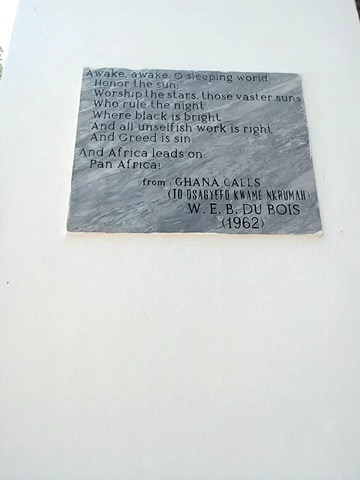 Awake, awake, O sleeping world
Honor the sun;
Worship the stars, those vaster suns
Who rule the night
Where black is bright
And all unselfish work is right
And Greed is sin.
And Africa leads on:
Pan Africa!
from : GHANA CALLS
(TO OSAGYEFO KWAME NKRUMAH)
W. E. B. DU BOIS
(1962)